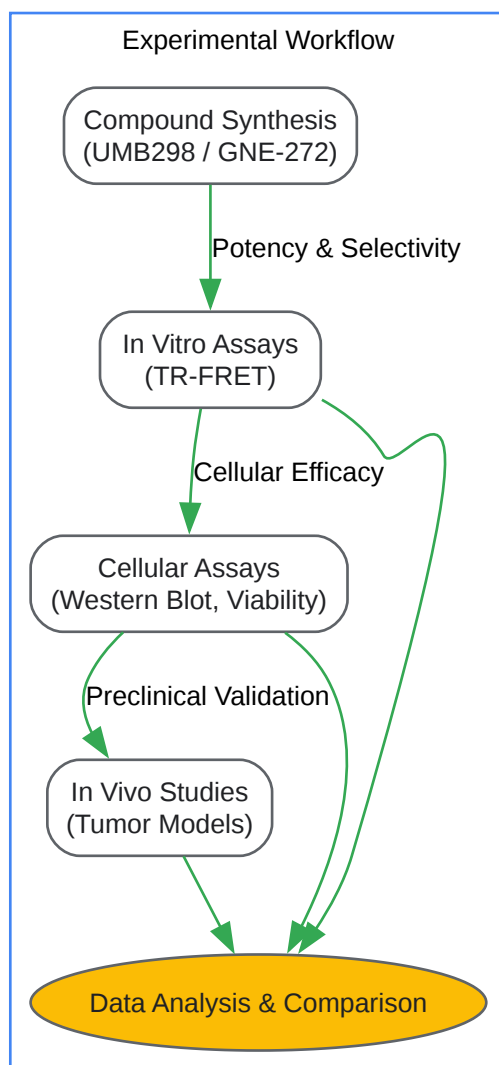 Experimental Workflow
Compound Synthesis
(UMB298 / GNE-272)
Potency & Selectivity
In Vitro Assays
(TR-FRET)
Cellular Efficacy
Cellular Assays
(Western Blot, Viability)
Preclinical Validation
In Vivo Studies
(Tumor Models)
Data Analysis & Comparison